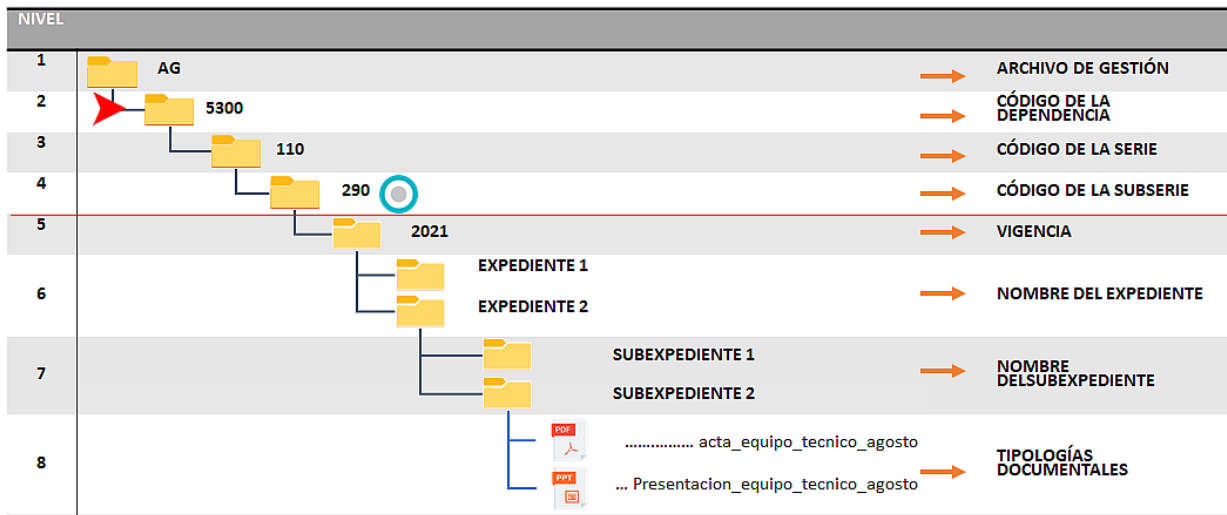 NIVEL
1 AG ARCHIVO DE GESTIÓN
2 5300 CÓDIGO DE LA
DEPENDENCIA
3 110 CÓDIGO DE LA SERIE
4 290 CÓDIGO DE LA SUBSERIE
5 2021 VIGENCIA
EXPEDIENTE 1
6 NOMBRE DEL EXPEDIENTE
EXPEDIENTE 2
SUBEXPEDIENTE 1
7 NOMBRE
DELSUBEXPEDIENTE
SUBEXPEDIENTE 2
PDF ................ acta_equipo_tecnico_agosto
8 TIPOLOGÍAS
DOCUMENTALES
PPT ... Presentacion_equipo_tecnico_agosto